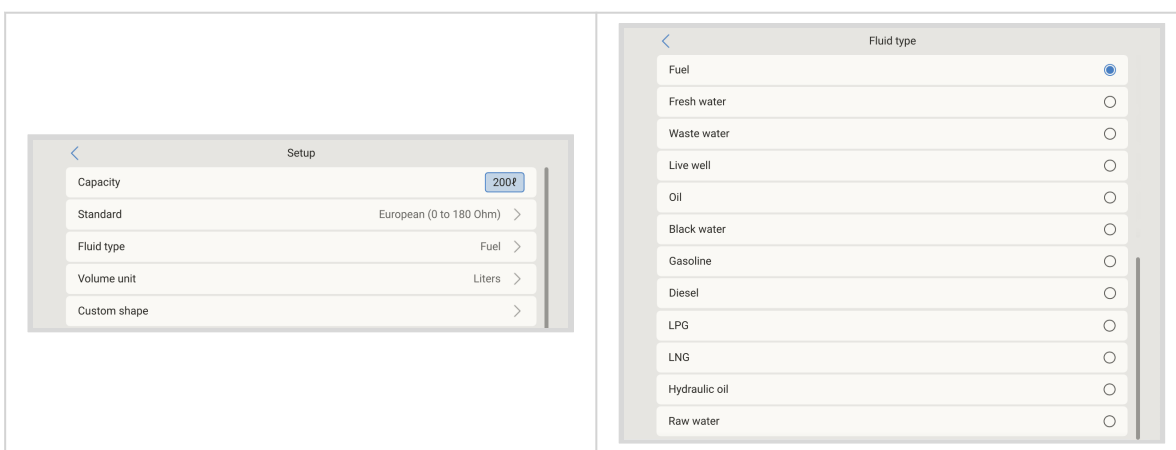 Setup
Capacity 200ℓ
Standard European (0 to 180 Ohm)
Fluid type Fuel
Volume unit Liters
Custom shape
Fluid type
Fuel
Fresh water
Waste water
Live well
Oil
Black water
Gasoline
Diesel
LPG
LNG
Hydraulic oil
Raw water